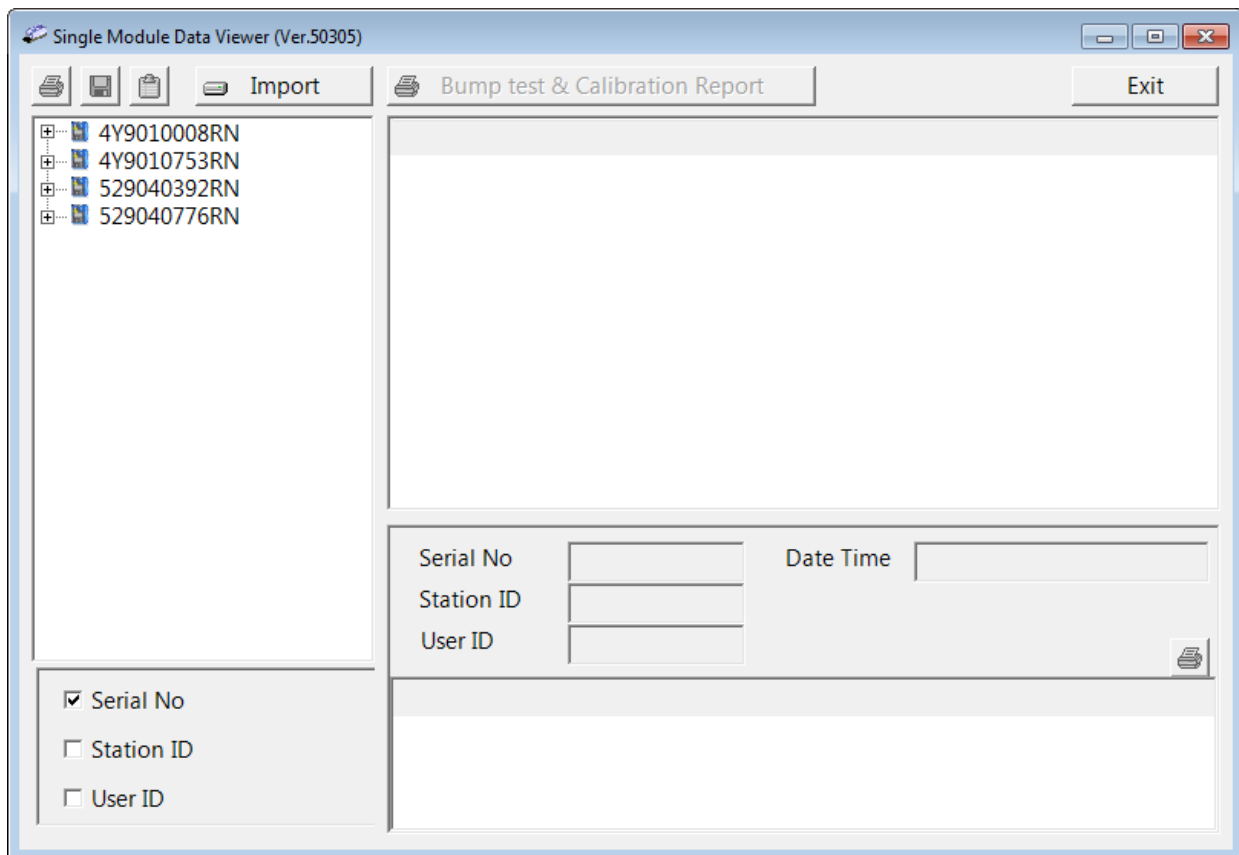 Single Module Data Viewer (Ver.50305)
Import
Bump test & Calibration Report
Exit
4Y9010008RN
4Y9010753RN
529040392RN
529040776RN
Serial No
Date Time
Station ID
User ID
Serial No
Station ID
User ID